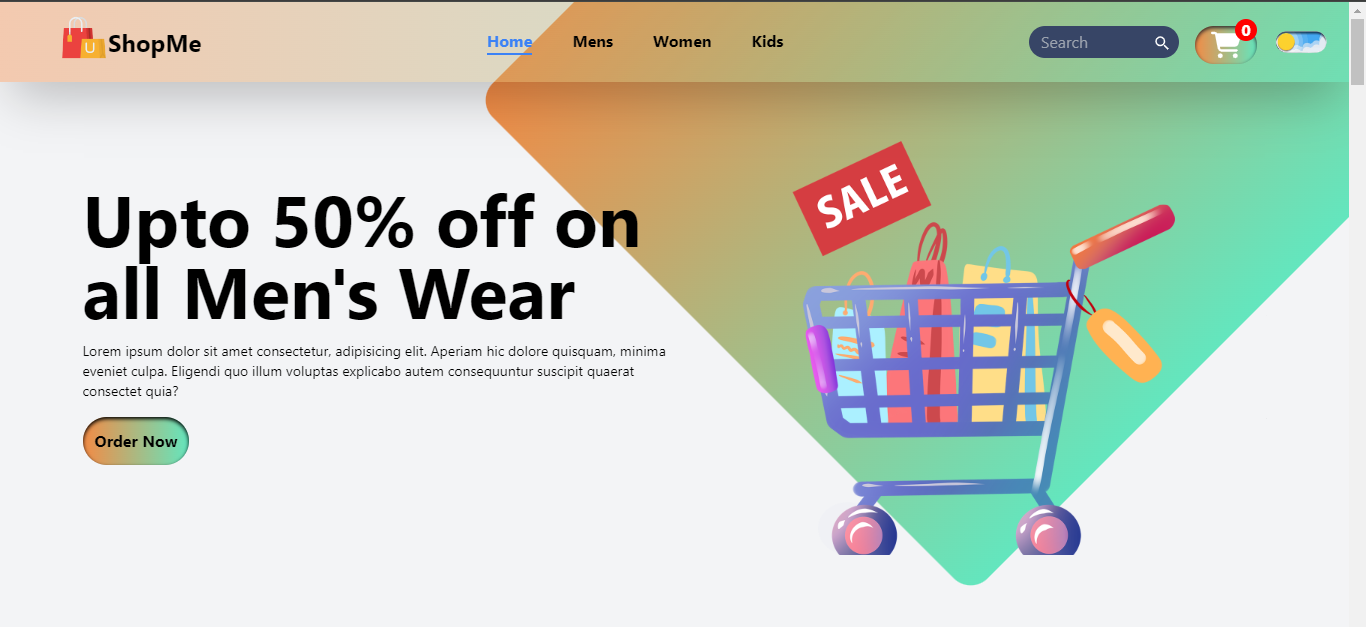 U
ShopMe
Home Mens Women Kids
Search
0
SALE
Upto 50% off on
all Men's Wear
Lorem ipsum dolor sit amet consectetur, adipisicing elit. Aperiam hic dolore quisquam, minima
eveniet culpa. Eligendi quo illum voluptas explicabo autem consequuntur suscipit quaerat
consectet quia?
Order Now